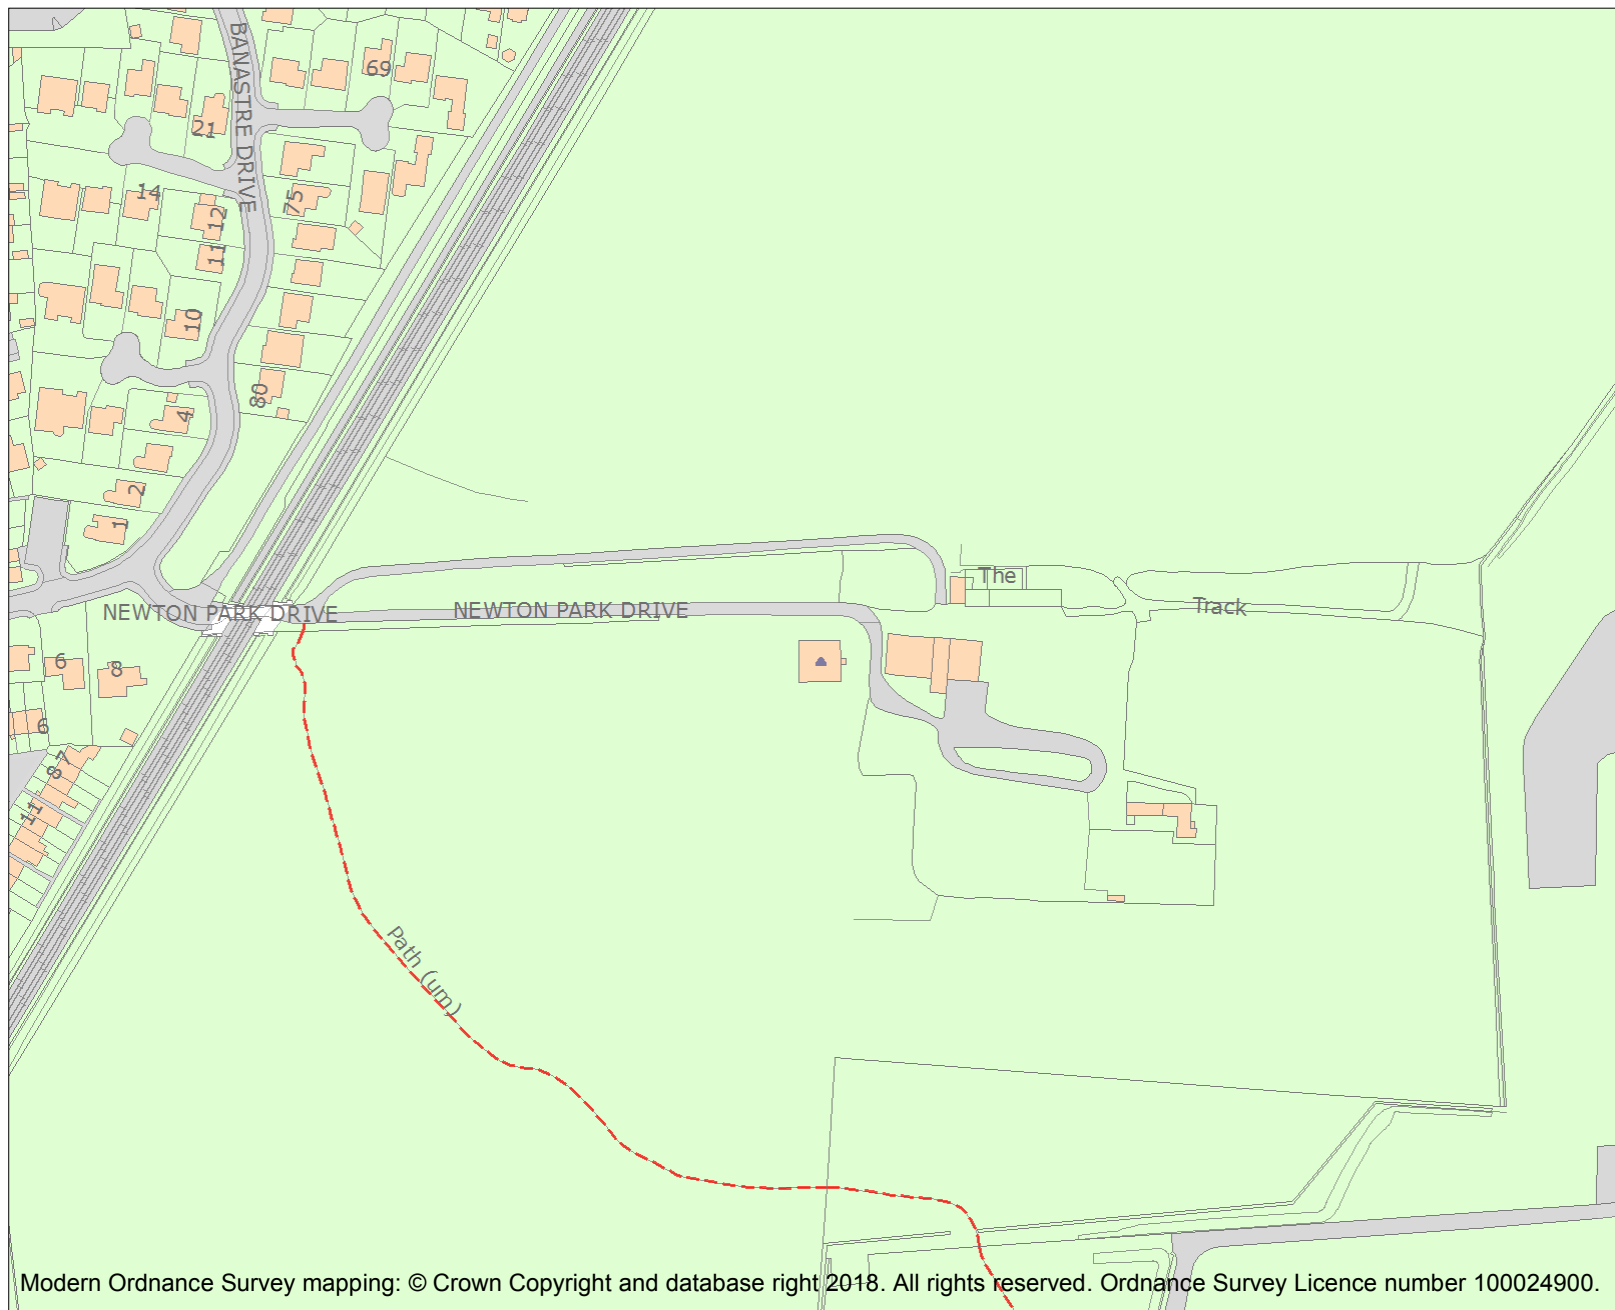 BANASTRE DRIVE
69
21
14
12
75
11
10
80
4
2
1
NEWTON PARK DRIVE
NEWTON PARK DRIVE
The
Track
6
8
6
7
8
11
Path (um)
Modern Ordnance Survey mapping: © Crown Copyright and database right 2018. All rights reserved. Ordnance Survey Licence number 100024900.